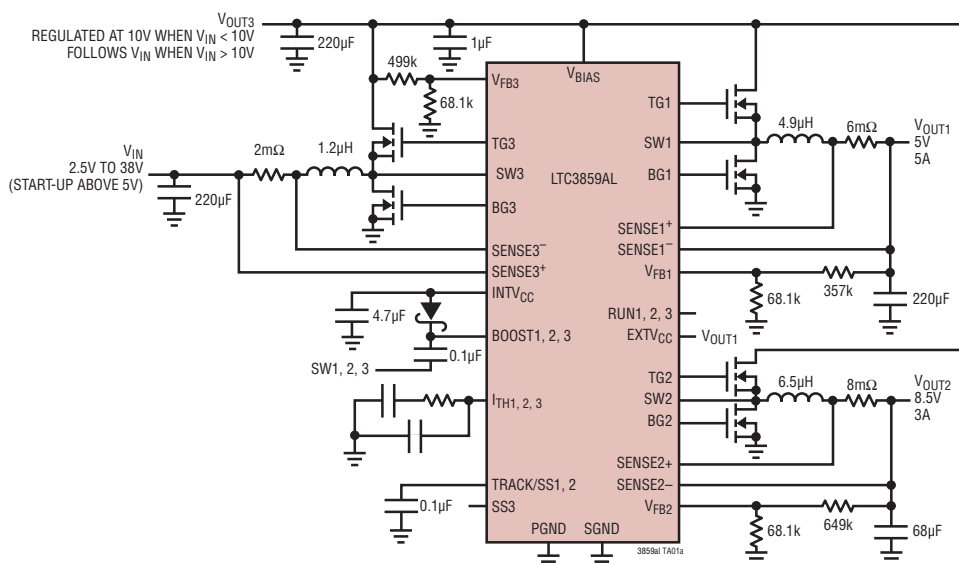 VOUT3
REGULATED AT 10V WHEN VIN < 10V
FOLLOWS VIN WHEN VIN > 10V
220µF
1µF
499k
68.1k
VFB3
VBIAS
TG1
4.9µH
6mΩ
VOUT1
5V
5A
VIN
2.5V TO 38V
(START-UP ABOVE 5V)
220µF
2mΩ
1.2µH
TG3
SW3
BG3
LTC3859AL
SW1
BG1
SENSE1+
SENSE1–
SENSE3–
SENSE3+
VFB1
68.1k
357k
220µF
INTVCC
4.7µF
BOOST1, 2, 3
0.1µF
SW1, 2, 3
RUN1, 2, 3
EXTVCC
VOUT1
TG2
6.5µH
8mΩ
VOUT2
8.5V
3A
SW2
BG2
ITH1, 2, 3
SENSE2+
SENSE2–
TRACK/SS1, 2
0.1µF
SS3
VFB2
68.1k
649k
68µF
PGND
SGND
3859al TA01a